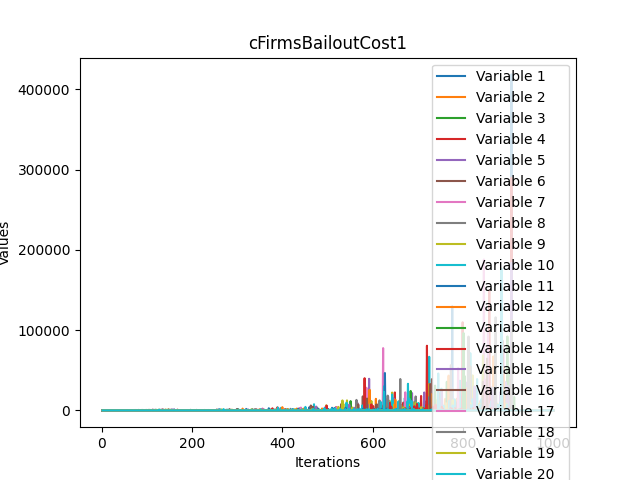 cFirmsBailoutCost1
400000
300000
200000
100000
0
Values
0
200
400
600
800
1000
Iterations
Variable 1
Variable 2
Variable 3
Variable 4
Variable 5
Variable 6
Variable 7
Variable 8
Variable 9
Variable 10
Variable 11
Variable 12
Variable 13
Variable 14
Variable 15
Variable 16
Variable 17
Variable 18
Variable 19
Variable 20